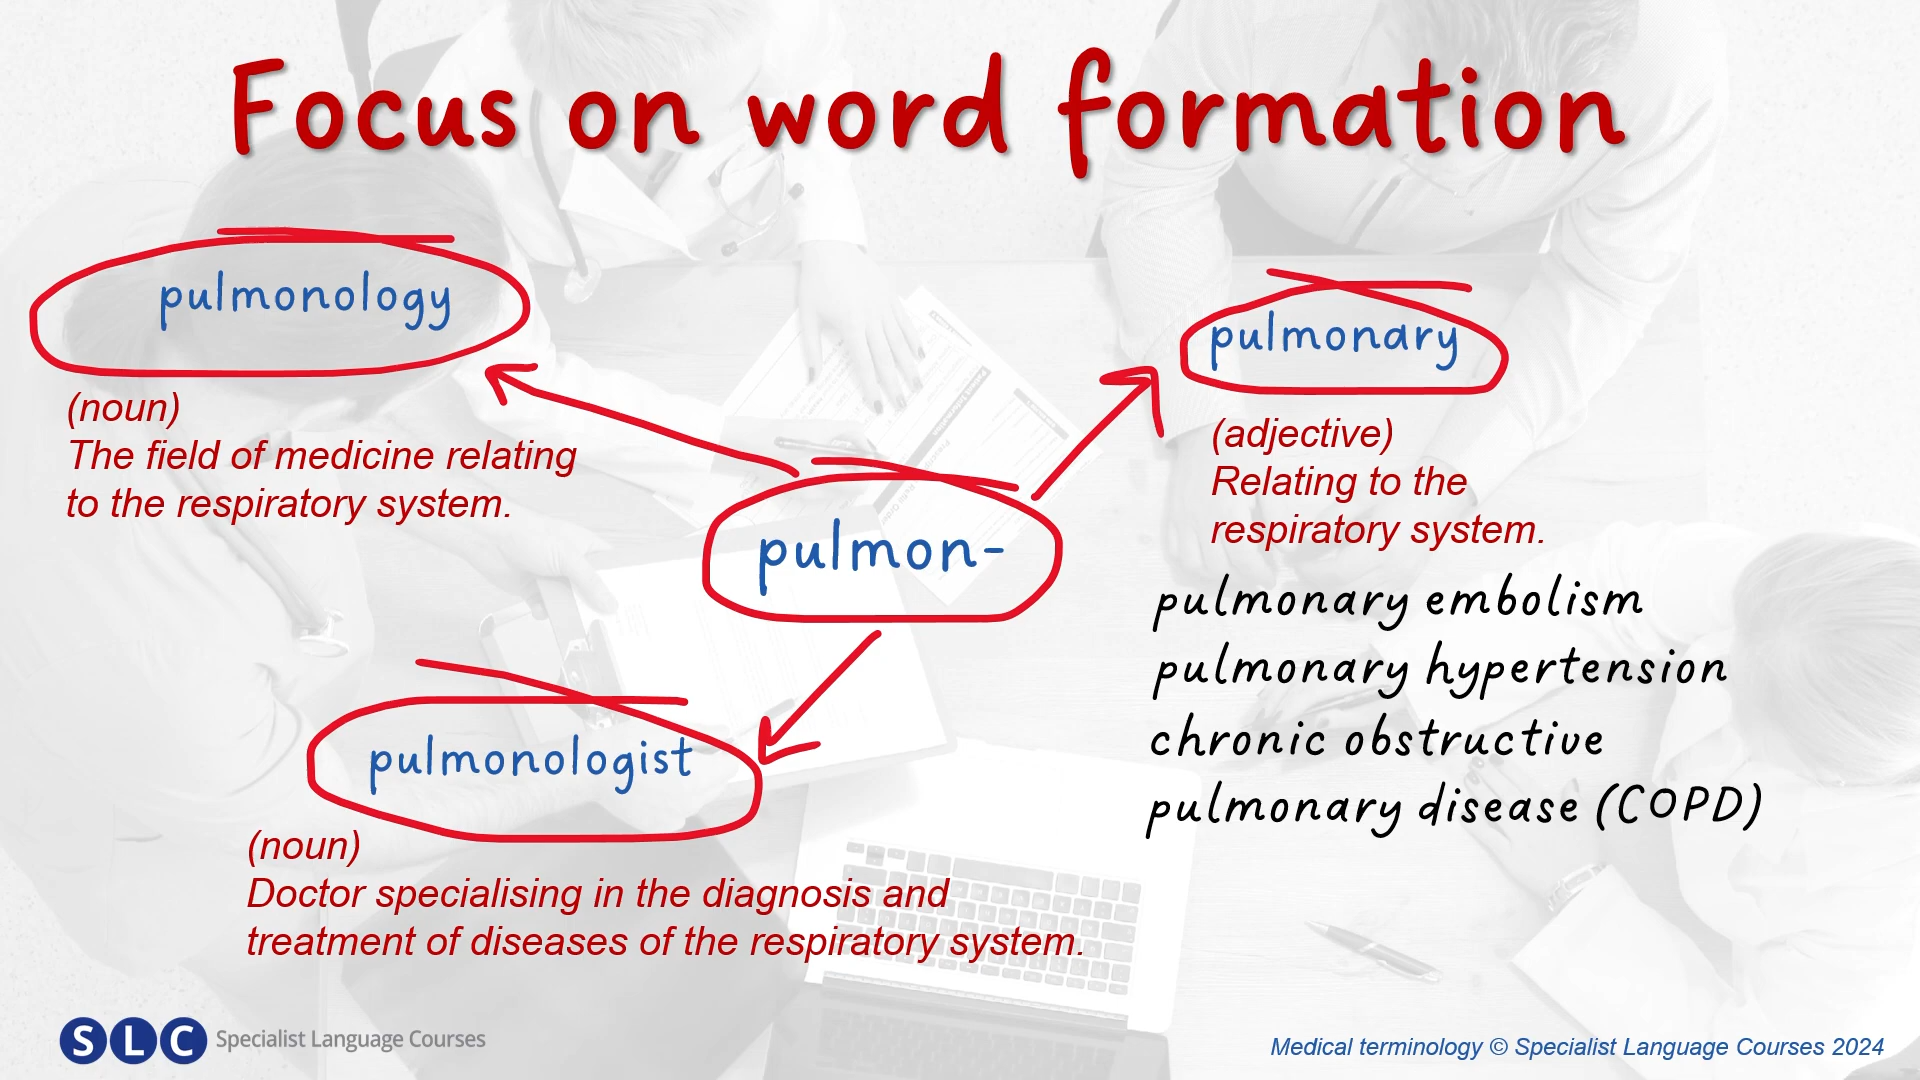 Focus on word formation
pulmonology
(noun)
The field of medicine relating
to the respiratory system.
pulmonary
(adjective)
Relating to the
respiratory system.
pulmon-
pulmonary embolism
pulmonary hypertension
chronic obstructive
pulmonary disease (COPD)
pulmonologist
(noun)
Doctor specialising in the diagnosis and
treatment of diseases of the respiratory system.
SLC Specialist Language Courses
Medical terminology © Specialist Language Courses 2024